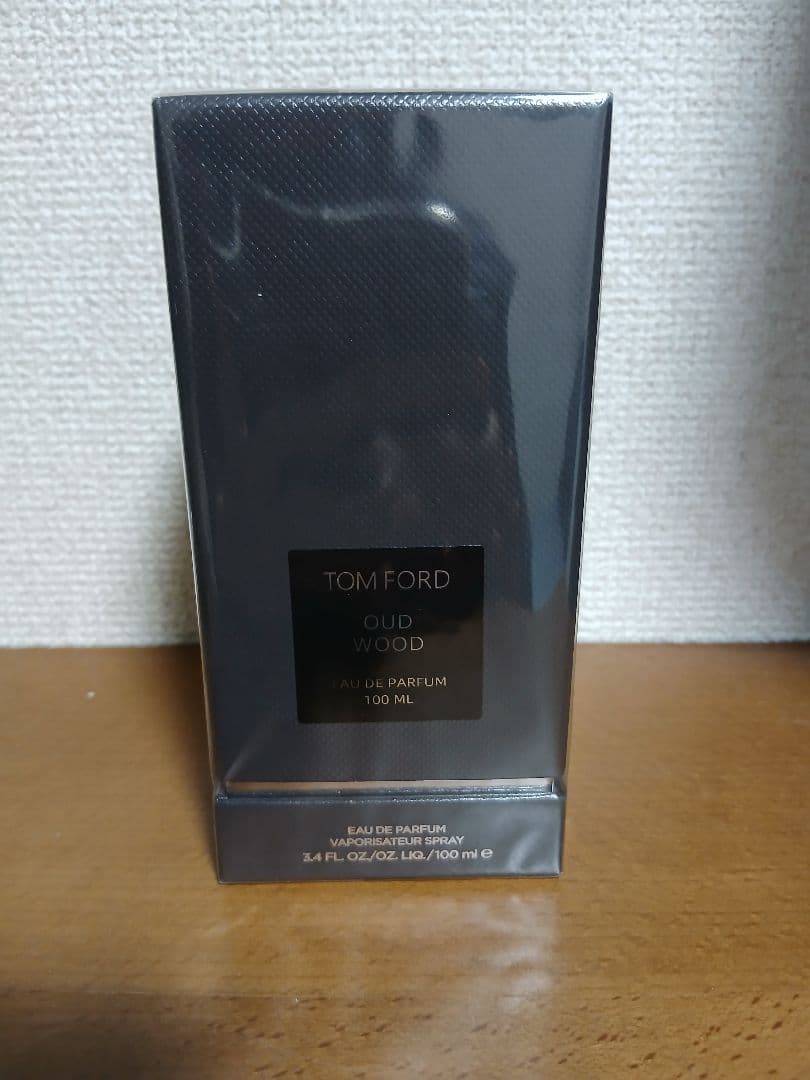 TOM FORD
OUD
WOOD
EAU DE PARFUM
100 ML
EAU DE PARFUM
VAPORISATEUR SPRAY
3.4 FL. OZ./OZ. LIQ./100 ml ℮